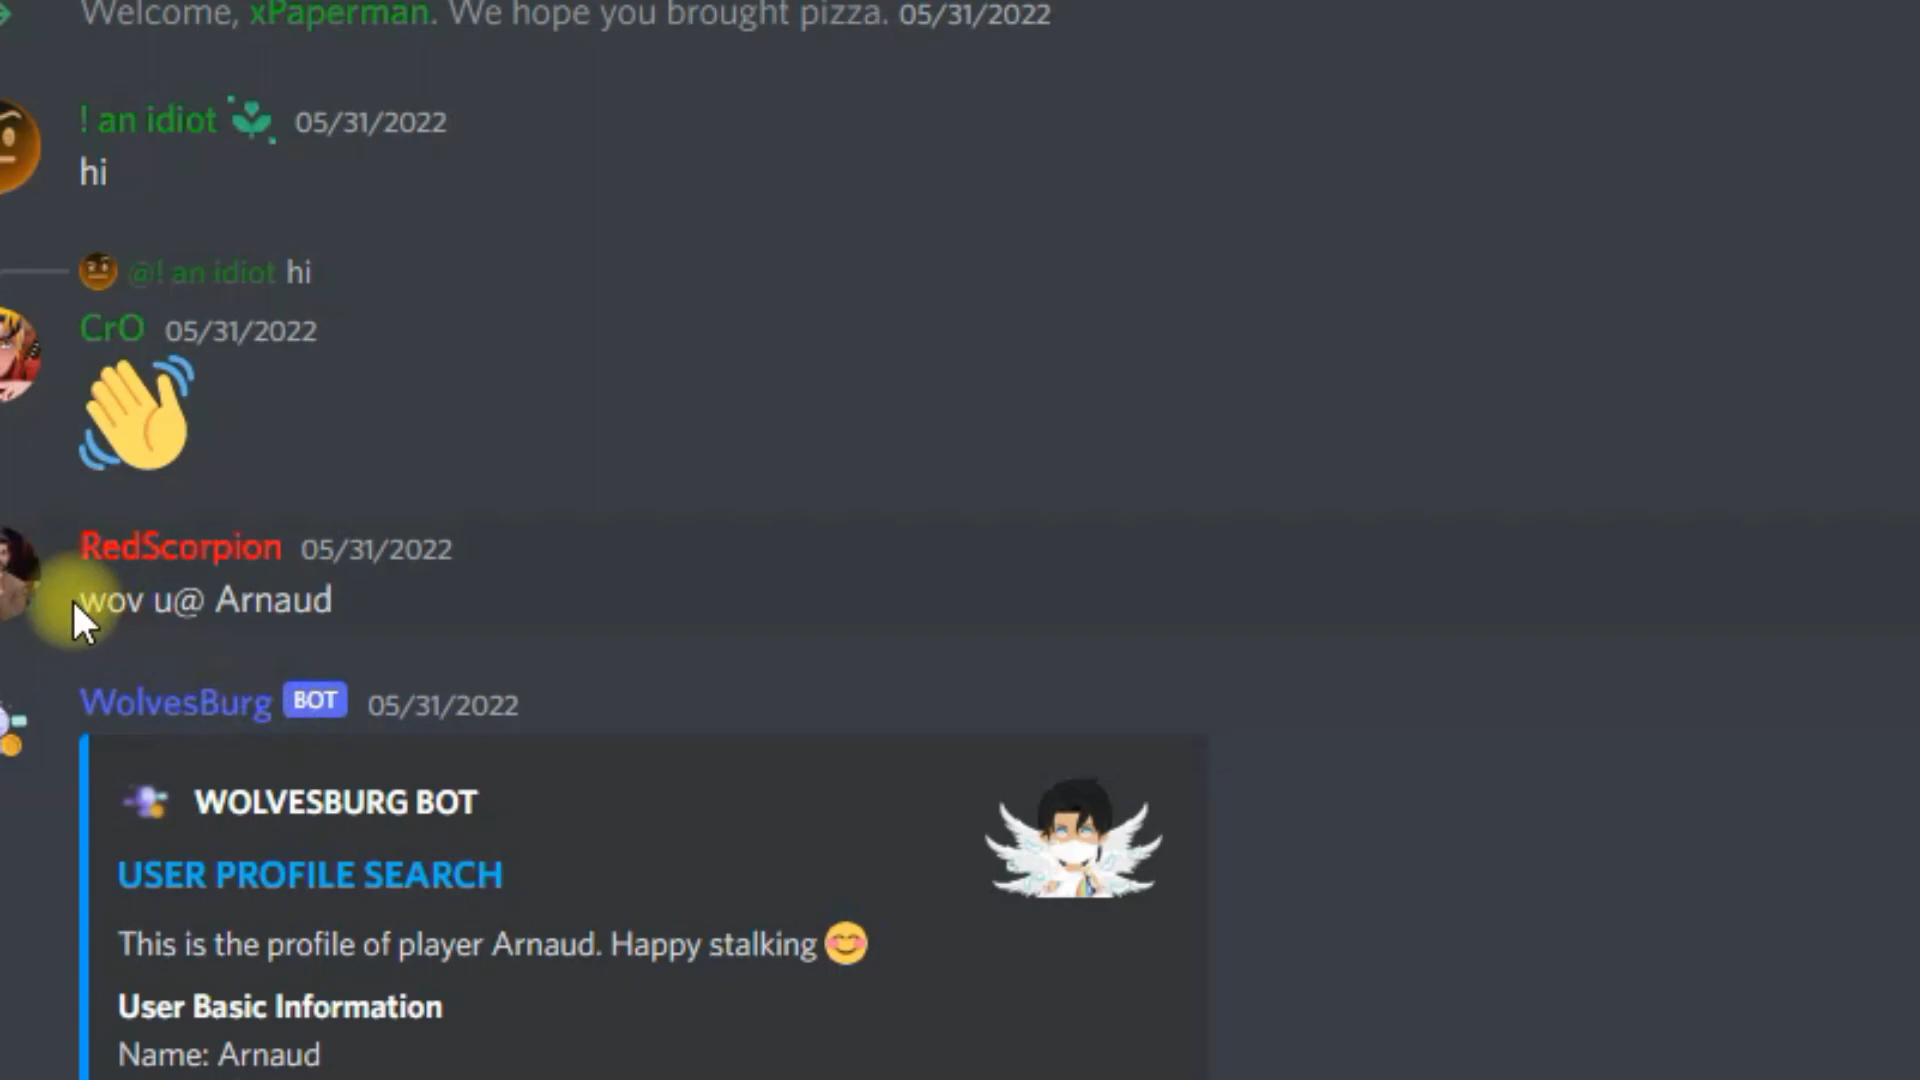 Welcome, xPaperman. We hope you brought pizza. 05/31/2022
! an idiot 05/31/2022
hi
@! an idiot hi
CrO 05/31/2022
RedScorpion 05/31/2022
wov u@ Arnaud
WolvesBurg BOT 05/31/2022
WOLVESBURG BOT
USER PROFILE SEARCH
This is the profile of player Arnaud. Happy stalking 😊
User Basic Information
Name: Arnaud